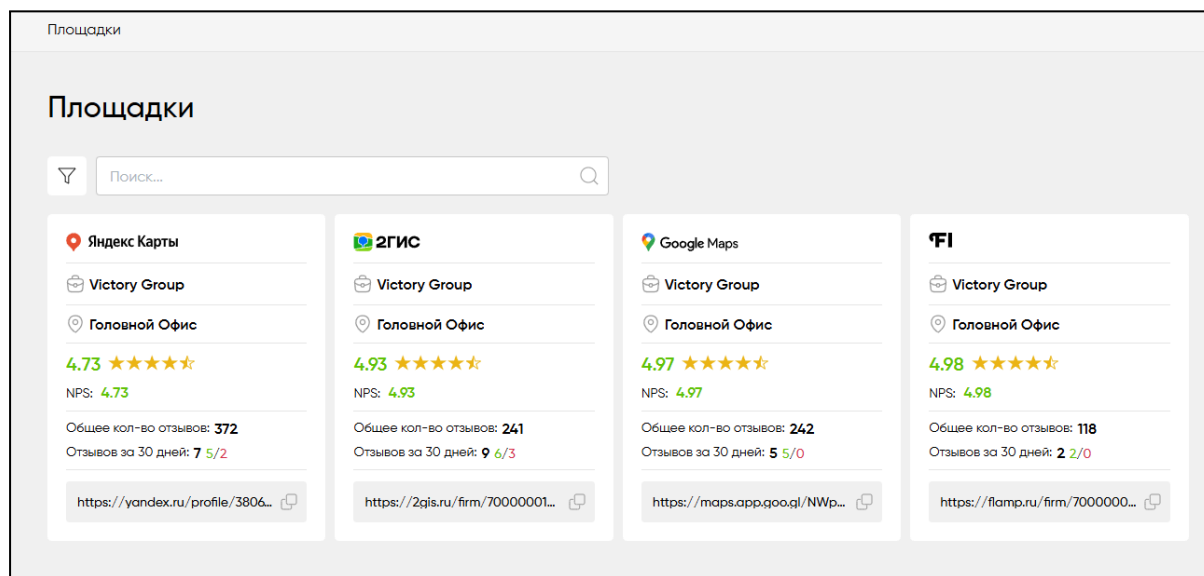 Площадки
Площадки
Поиск...
Яндекс Карты
Victory Group
Головной Офис
4.73
NPS: 4.73
Общее кол-во отзывов: 372
Отзывов за 30 дней: 7 5/2
https://yandex.ru/profile/3806...
2ГИС
Victory Group
Головной Офис
4.93
NPS: 4.93
Общее кол-во отзывов: 241
Отзывов за 30 дней: 9 6/3
https://2gis.ru/firm/70000001...
Google Maps
Victory Group
Головной Офис
4.97
NPS: 4.97
Общее кол-во отзывов: 242
Отзывов за 30 дней: 5 5/0
https://maps.app.goo.gl/NWp...
Fl
Victory Group
Головной Офис
4.98
NPS: 4.98
Общее кол-во отзывов: 118
Отзывов за 30 дней: 2 2/0
https://flamp.ru/firm/7000000...